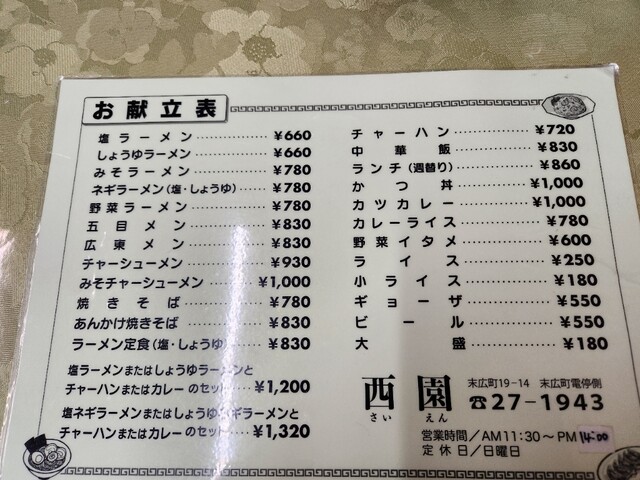 お献立表
塩ラーメン‥‥‥‥‥¥660
しょうゆラーメン‥‥‥‥¥660
みそラーメン‥‥‥‥¥780
ネギラーメン(塩・しょうゆ)‥‥¥780
野菜ラーメン‥‥‥‥¥780
五目メン‥‥‥‥¥830
広東メン‥‥‥‥¥830
チャーシューメン‥‥‥‥¥930
みそチャーシューメン‥‥‥¥1,000
焼きそば‥‥‥‥¥780
あんかけ焼きそば‥‥‥‥¥830
ラーメン定食(塩・しょうゆ)‥‥¥830
塩ラーメンまたはしょうゆラーメンと
チャーハンまたはカレーのセット‥‥¥1,200
塩ネギラーメンまたはしょうゆネギラーメンと
チャーハンまたはカレーのセット‥‥¥1,320
チャーハン‥‥‥‥¥720
中華飯‥‥‥‥¥830
ランチ(週替り)‥‥‥‥¥860
かつ丼‥‥‥‥¥1,000
カツカレー‥‥‥‥¥1,000
カレーライス‥‥‥‥¥780
野菜イタメ‥‥‥‥¥600
ライス‥‥‥‥¥250
小ライス‥‥‥‥¥180
ギョーザ‥‥‥‥¥550
ビール‥‥‥‥¥550
大盛‥‥‥‥¥180
西園
さいえん
末広町19-14 末広町電停側
☎27-1943
営業時間/AM11:30〜PM14:00
定休日/日曜日